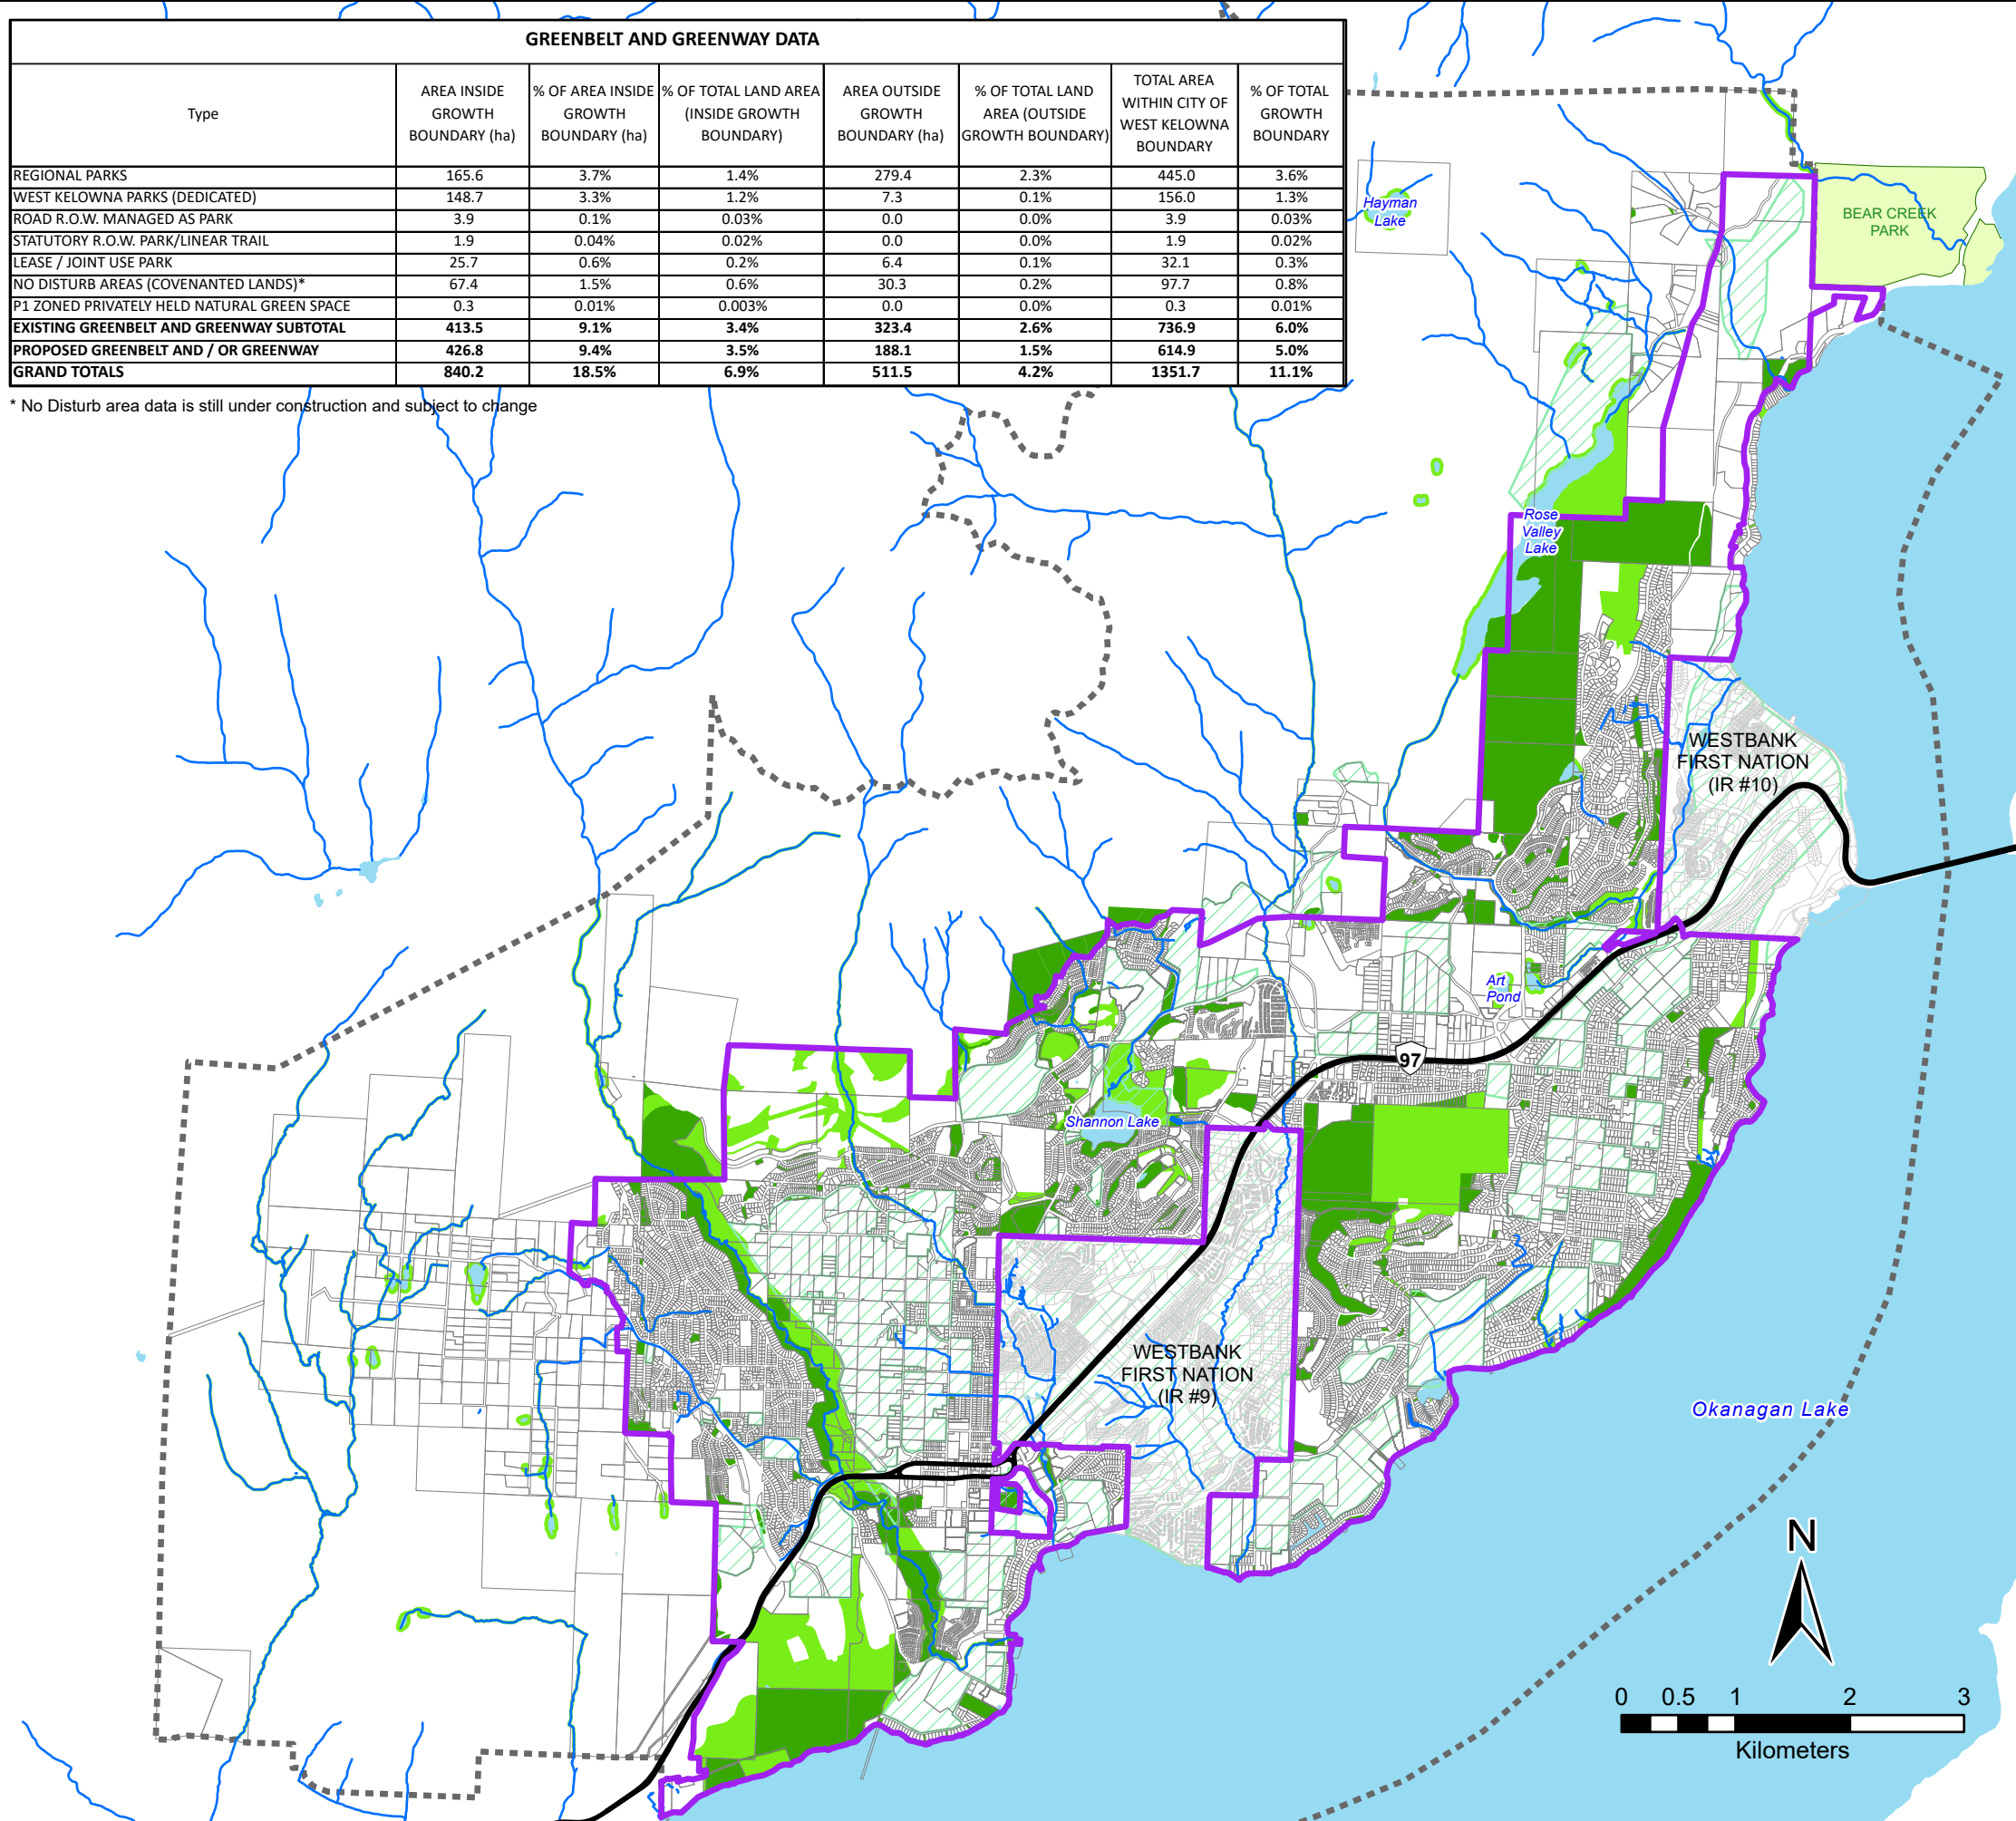 GREENBELT AND GREENWAY DATA
Type
AREA INSIDE
GROWTH
BOUNDARY (ha)
% OF AREA INSIDE
GROWTH
BOUNDARY (ha)
% OF TOTAL LAND AREA
(INSIDE GROWTH
BOUNDARY)
AREA OUTSIDE
GROWTH
BOUNDARY (ha)
% OF TOTAL LAND
AREA (OUTSIDE
GROWTH BOUNDARY)
TOTAL AREA
WITHIN CITY OF
WEST KELOWNA
BOUNDARY
% OF TOTAL
GROWTH
BOUNDARY
REGIONAL PARKS 165.6 3.7% 1.4% 279.4 2.3% 445.0 3.6%
WEST KELOWNA PARKS (DEDICATED) 148.7 3.3% 1.2% 7.3 0.1% 156.0 1.3%
ROAD R.O.W. MANAGED AS PARK 3.9 0.1% 0.03% 0.0 0.0% 3.9 0.03%
STATUTORY R.O.W. PARK/LINEAR TRAIL 1.9 0.04% 0.02% 0.0 0.0% 1.9 0.02%
LEASE / JOINT USE PARK 25.7 0.6% 0.2% 6.4 0.1% 32.1 0.3%
NO DISTURB AREAS (COVENANTED LANDS)* 67.4 1.5% 0.6% 30.3 0.2% 97.7 0.8%
P1 ZONED PRIVATELY HELD NATURAL GREEN SPACE 0.3 0.01% 0.003% 0.0 0.0% 0.3 0.01%
EXISTING GREENBELT AND GREENWAY SUBTOTAL 413.5 9.1% 3.4% 323.4 2.6% 736.9 6.0%
PROPOSED GREENBELT AND / OR GREENWAY 426.8 9.4% 3.5% 188.1 1.5% 614.9 5.0%
GRAND TOTALS 840.2 18.5% 6.9% 511.5 4.2% 1351.7 11.1%
* No Disturb area data is still under construction and subject to change
Hayman
Lake
BEAR CREEK
PARK
Rose
Valley
Lake
WESTBANK
FIRST NATION
(IR #10)
Art
Pond
97
Shannon Lake
WESTBANK
FIRST NATION
(IR #9)
Okanagan Lake
N
0 0.5 1 2 3
Kilometers